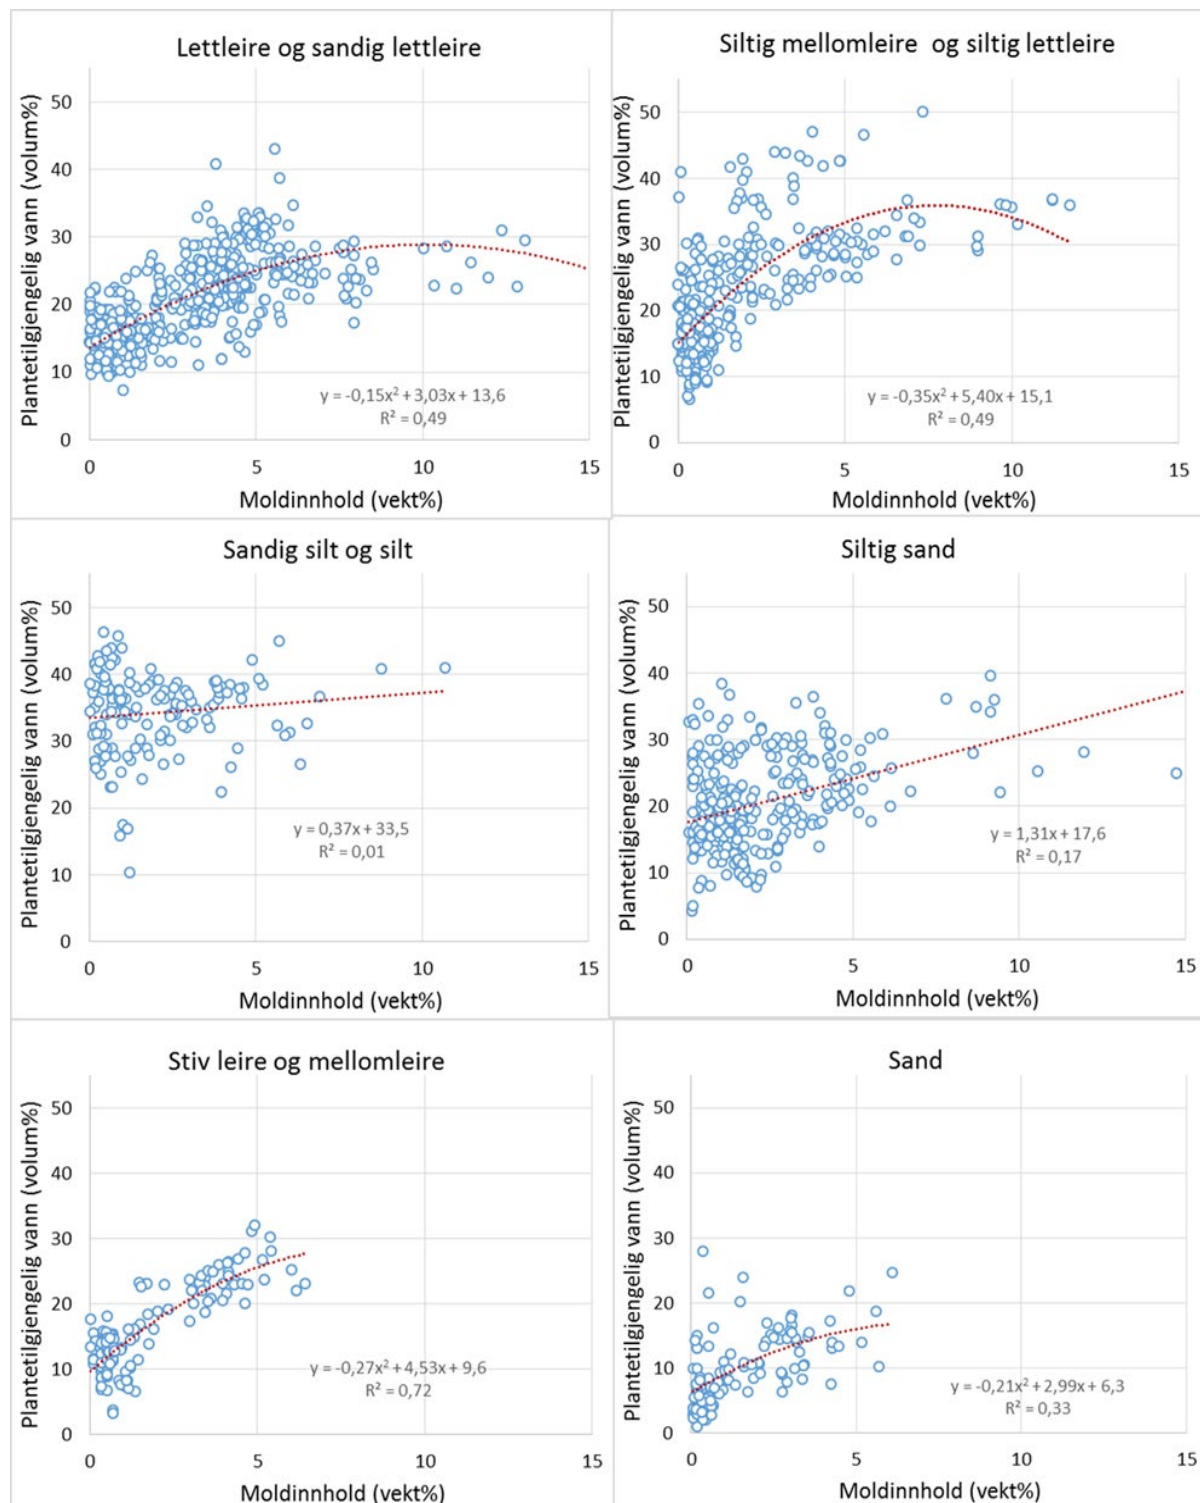 Lettleire og sandig lettleire
Plantetilgjengelig vann (volum%)
50
40
30
20
10
0
y = -0,15x² + 3,03x + 13,6
R² = 0,49
0 5 10 15
Moldinnhold (vekt%)
Siltig mellomleire og siltig lettleire
Plantetilgjengelig vann (volum%)
50
40
30
20
10
0
y = -0,35x² + 5,40x + 15,1
R² = 0,49
0 5 10 15
Moldinnhold (vekt%)
Sandig silt og silt
Plantetilgjengelig vann (volum%)
50
40
30
20
10
0
y = 0,37x + 33,5
R² = 0,01
0 5 10 15
Moldinnhold (vekt%)
Siltig sand
Plantetilgjengelig vann (volum%)
50
40
30
20
10
0
y = 1,31x + 17,6
R² = 0,17
0 5 10 15
Moldinnhold (vekt%)
Stiv leire og mellomleire
Plantetilgjengelig vann (volum%)
50
40
30
20
10
0
y = -0,27x² + 4,53x + 9,6
R² = 0,72
0 5 10 15
Moldinnhold (vekt%)
Sand
Plantetilgjengelig vann (volum%)
50
40
30
20
10
0
y = -0,21x² + 2,99x + 6,3
R² = 0,33
0 5 10 15
Moldinnhold (vekt%)